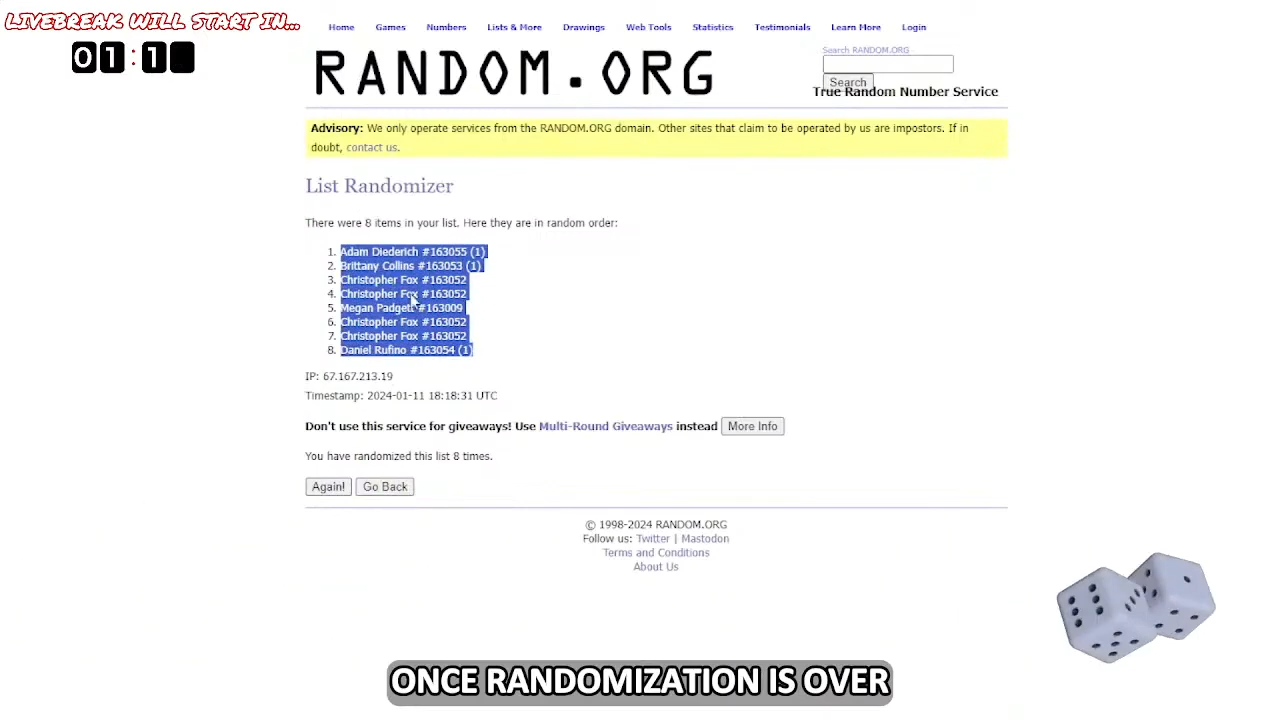 LIVEBREAK WILL START IN...
01:1
Home Games Numbers Lists & More Drawings Web Tools Statistics Testimonials Learn More Login
RANDOM.ORG
Search RANDOM.ORG
Search
True Random Number Service
Advisory: We only operate services from the RANDOM.ORG domain. Other sites that claim to be operated by us are impostors. If in
doubt, contact us.
List Randomizer
There were 8 items in your list. Here they are in random order:
1. Adam Diederich #163055 (1)
2. Brittany Collins #163053 (1)
3. Christopher Fox #163052
4. Christopher Fox #163052
5. Megan Padgett #163009
6. Christopher Fox #163052
7. Christopher Fox #163052
8. Daniel Rufino #163054 (1)
IP: 67.167.213.19
Timestamp: 2024-01-11 18:18:31 UTC
Don't use this service for giveaways! Use Multi-Round Giveaways instead More Info
You have randomized this list 8 times.
Again! Go Back
© 1998-2024 RANDOM.ORG
Follow us: Twitter | Mastodon
Terms and Conditions
About Us
ONCE RANDOMIZATION IS OVER